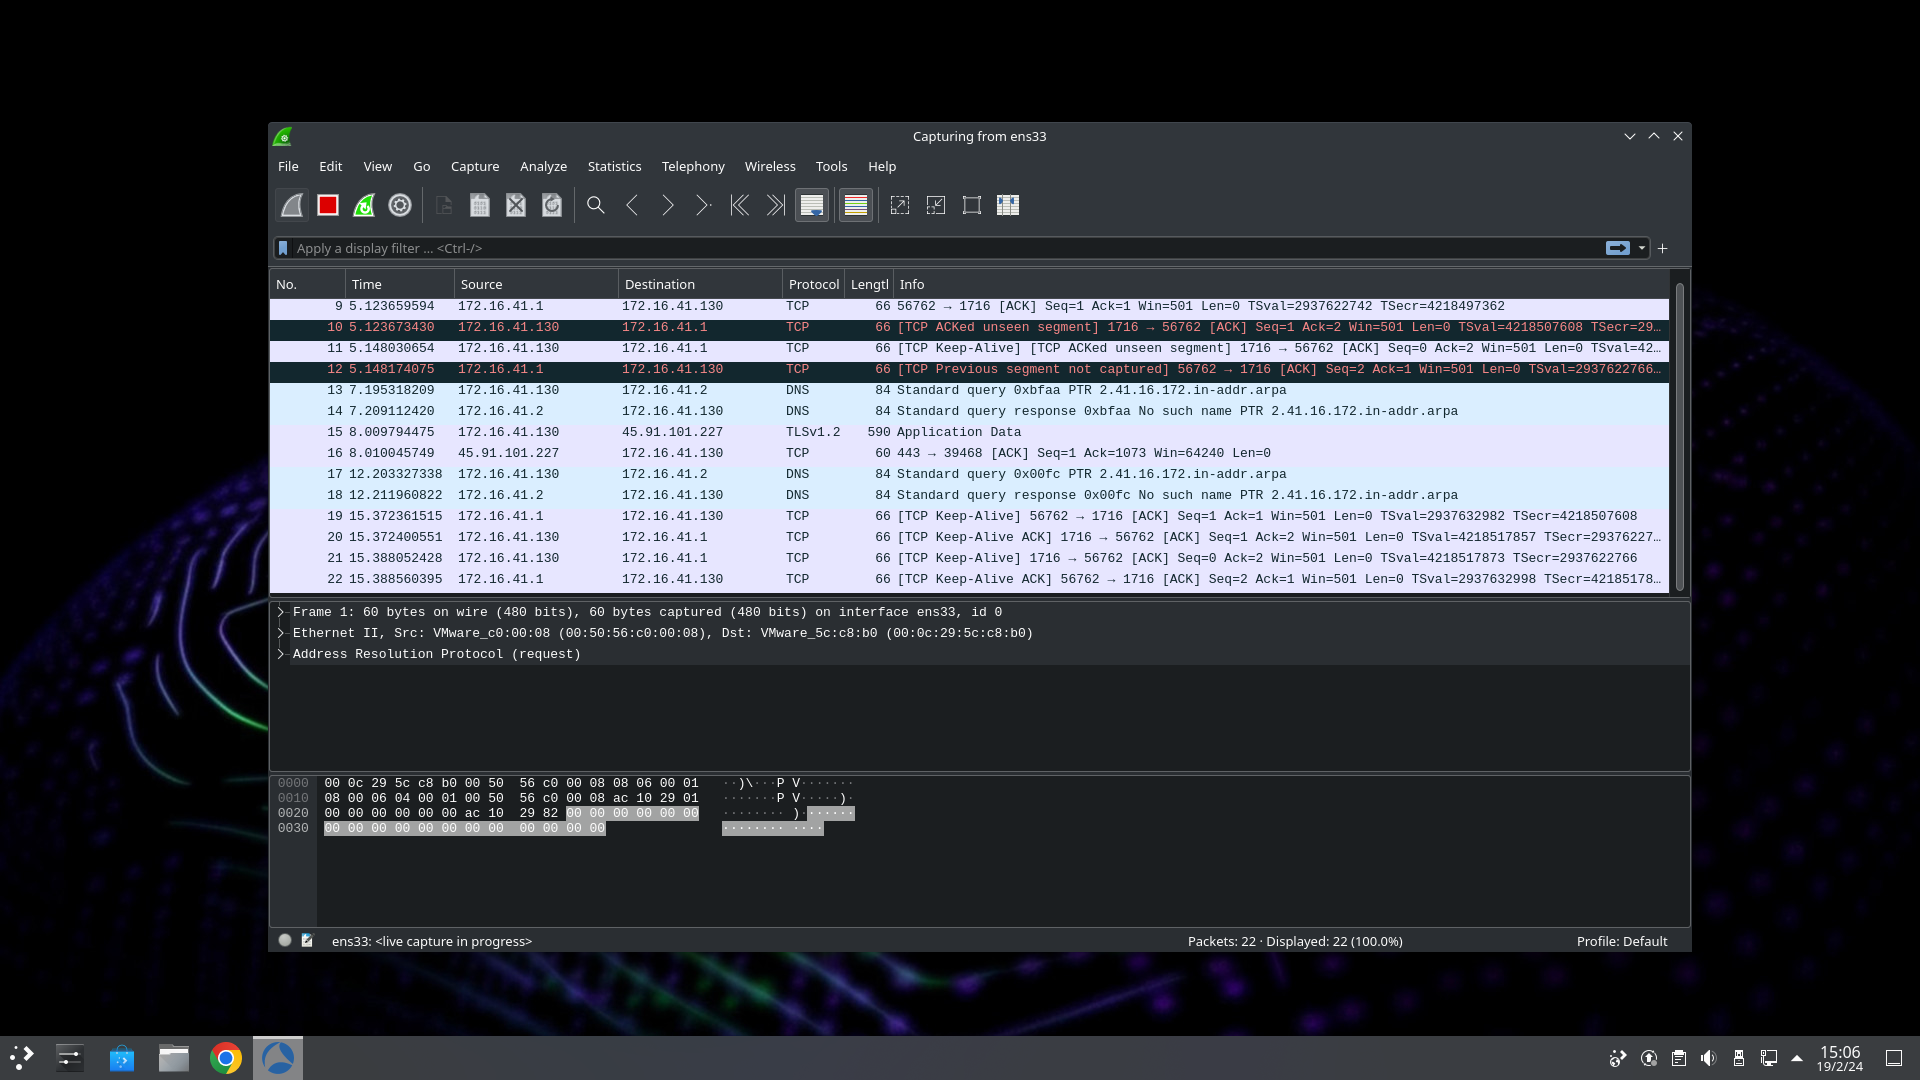 Capturing from ens33
File Edit View Go Capture Analyze Statistics Telephony Wireless Tools Help
Apply a display filter ... <Ctrl-/>
No. Time Source Destination Protocol Lengtl Info
9 5.123659594 172.16.41.1 172.16.41.130 TCP 66 56762 → 1716 [ACK] Seq=1 Ack=1 Win=501 Len=0 TSval=2937622742 TSecr=4218497362
10 5.123673430 172.16.41.130 172.16.41.1 TCP 66 [TCP ACKed unseen segment] 1716 → 56762 [ACK] Seq=1 Ack=2 Win=501 Len=0 TSval=4218507608 TSecr=29…
11 5.148030654 172.16.41.130 172.16.41.1 TCP 66 [TCP Keep-Alive] [TCP ACKed unseen segment] 1716 → 56762 [ACK] Seq=0 Ack=2 Win=501 Len=0 TSval=42…
12 5.148174075 172.16.41.1 172.16.41.130 TCP 66 [TCP Previous segment not captured] 56762 → 1716 [ACK] Seq=2 Ack=1 Win=501 Len=0 TSval=2937622766…
13 7.195318209 172.16.41.130 172.16.41.2 DNS 84 Standard query 0xbfaa PTR 2.41.16.172.in-addr.arpa
14 7.209112420 172.16.41.2 172.16.41.130 DNS 84 Standard query response 0xbfaa No such name PTR 2.41.16.172.in-addr.arpa
15 8.009794475 172.16.41.130 45.91.101.227 TLSv1.2 590 Application Data
16 8.010045749 45.91.101.227 172.16.41.130 TCP 60 443 → 39468 [ACK] Seq=1 Ack=1073 Win=64240 Len=0
17 12.203327338 172.16.41.130 172.16.41.2 DNS 84 Standard query 0x00fc PTR 2.41.16.172.in-addr.arpa
18 12.211960822 172.16.41.2 172.16.41.130 DNS 84 Standard query response 0x00fc No such name PTR 2.41.16.172.in-addr.arpa
19 15.372361515 172.16.41.1 172.16.41.130 TCP 66 [TCP Keep-Alive] 56762 → 1716 [ACK] Seq=1 Ack=1 Win=501 Len=0 TSval=2937632982 TSecr=4218507608
20 15.372400551 172.16.41.130 172.16.41.1 TCP 66 [TCP Keep-Alive ACK] 1716 → 56762 [ACK] Seq=1 Ack=2 Win=501 Len=0 TSval=4218517857 TSecr=29376227…
21 15.388052428 172.16.41.130 172.16.41.1 TCP 66 [TCP Keep-Alive] 1716 → 56762 [ACK] Seq=0 Ack=2 Win=501 Len=0 TSval=4218517873 TSecr=2937622766
22 15.388560395 172.16.41.1 172.16.41.130 TCP 66 [TCP Keep-Alive ACK] 56762 → 1716 [ACK] Seq=2 Ack=1 Win=501 Len=0 TSval=2937632998 TSecr=42185178…
Frame 1: 60 bytes on wire (480 bits), 60 bytes captured (480 bits) on interface ens33, id 0
Ethernet II, Src: VMware_c0:00:08 (00:50:56:c0:00:08), Dst: VMware_5c:c8:b0 (00:0c:29:5c:c8:b0)
Address Resolution Protocol (request)
0000 00 0c 29 5c c8 b0 00 50 56 c0 00 08 08 06 00 01 ··)\···P V·······
0010 08 00 06 04 00 01 00 50 56 c0 00 08 ac 10 29 01 ·······P V·····)·
0020 00 00 00 00 00 00 ac 10 29 82 00 00 00 00 00 00 ········ )·······
0030 00 00 00 00 00 00 00 00 00 00 00 00 ········ ····
ens33: <live capture in progress> Packets: 22 · Displayed: 22 (100.0%) Profile: Default
15:06
19/2/24